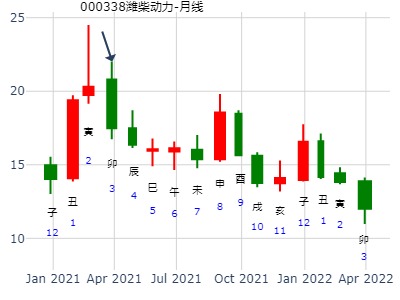 000338潍柴动力-月线
25
20
15
10
子
12
丑
1
寅
2
卯
3
辰
4
巳
5
午
6
未
7
申
8
酉
9
戌
10
亥
11
子
12
丑
1
寅
2
卯
3
Jan 2021
Apr 2021
Jul 2021
Oct 2021
Jan 2022
Apr 2022